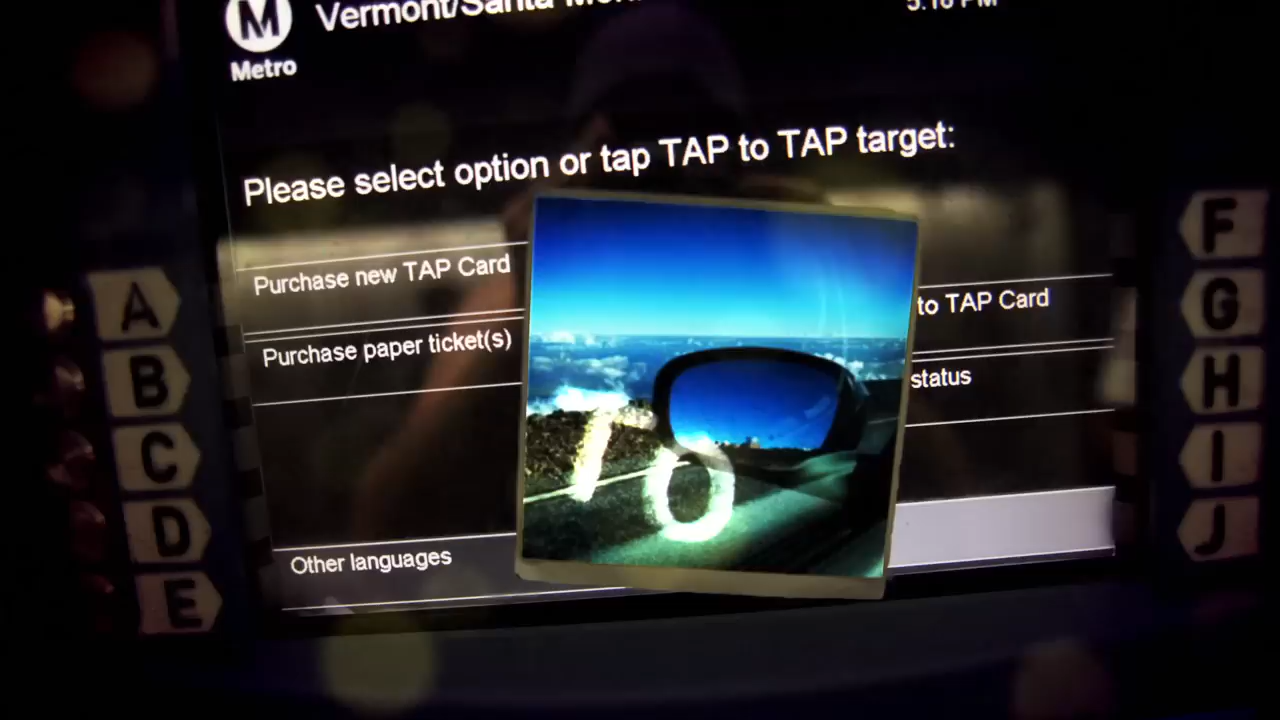 M
Metro
Vermont/Santa
Please select option or tap TAP to TAP target:
Purchase new TAP Card
to TAP Card
Purchase paper ticket(s)
status
Other languages
A
B
C
D
E
F
G
H
I
J